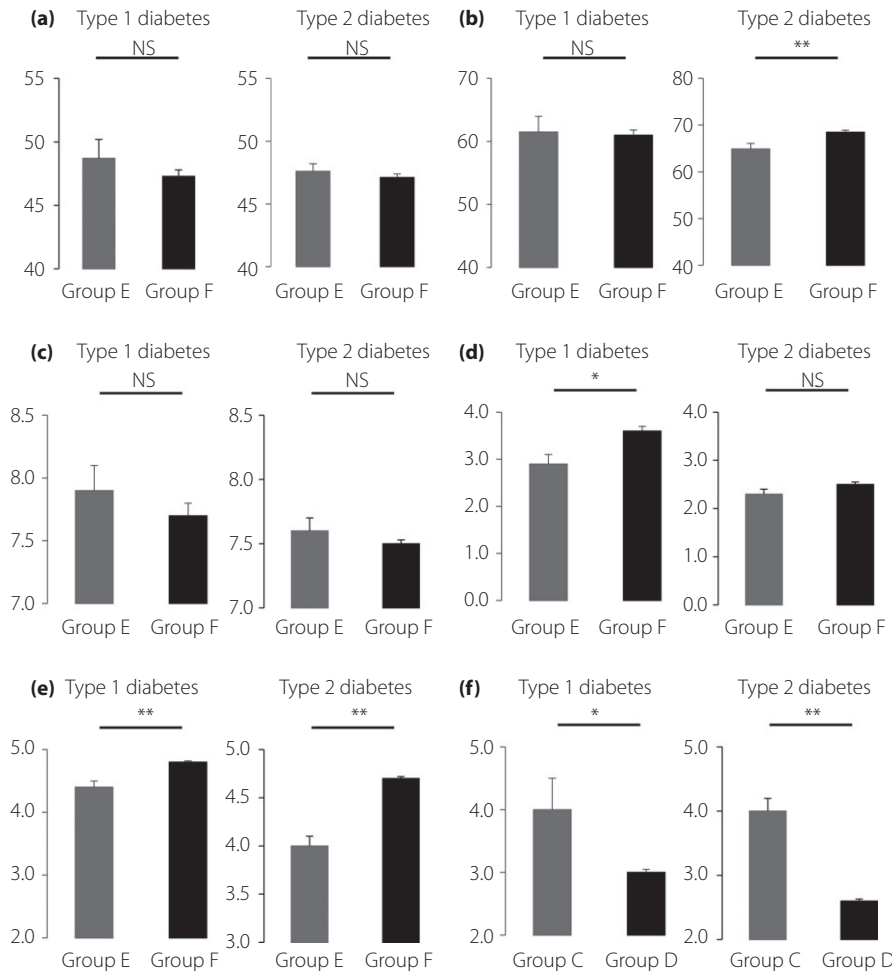 (a) Type 1 diabetes Type 2 diabetes (b) Type 1 diabetes Type 2 diabetes
NS NS NS **
55 55 70 80
50 50 60 70
60
45 45 50
50
40 40 40 40
Group E Group F Group E Group F Group E Group F Group E Group F
(c) Type 1 diabetes Type 2 diabetes (d) Type 1 diabetes Type 2 diabetes
NS NS * NS
8.5 8.5 4.0 4.0
8.0 8.0 3.0 3.0
2.0 2.0
7.5 7.5 1.0 1.0
7.0 7.0 0.0 0.0
Group E Group F Group E Group F Group E Group F Group E Group F
(e) Type 1 diabetes Type 2 diabetes (f) Type 1 diabetes Type 2 diabetes
** ** * **
5.0 5.0 5.0 5.0
4.5
4.0 4.0 4.0 4.0
3.0 3.5 3.0 3.0
2.0 3.0 2.0 2.0
Group E Group F Group E Group F Group C Group D Group C Group D